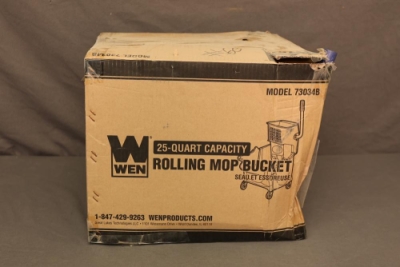 MODEL 73034B
W
WEN
25-QUART CAPACITY
ROLLING MOP BUCKET
SEAU ET ESSOREUSE
1-847-429-9263 WENPRODUCTS.COM